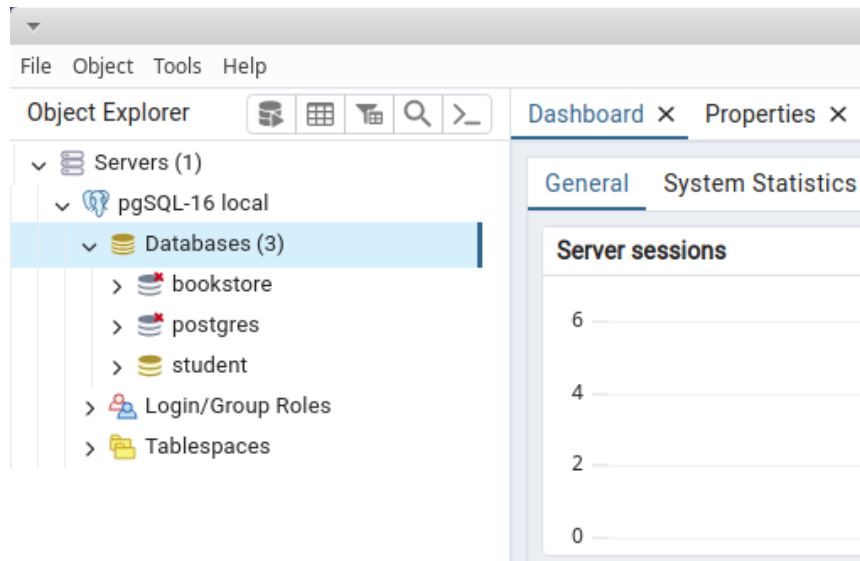 File Object Tools Help
Object Explorer
Dashboard Properties
Servers (1)
General System Statistics
pgSQL-16 local
Databases (3)
Server sessions
bookstore
6
postgres
student
4
Login/Group Roles
Tablespaces
2
0